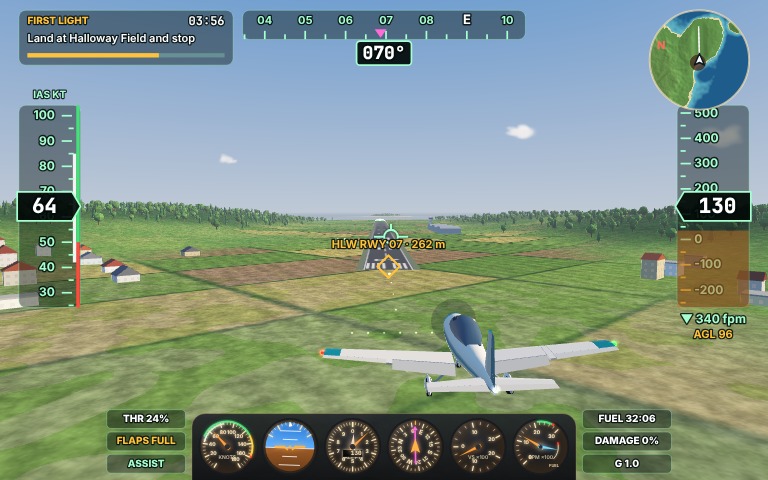 FIRST LIGHT 03:56
Land at Halloway Field and stop
04 05 06 07 08 E 10
070°
N
IAS KT
100
90
80
70
64
50
40
30
500
400
300
200
130
0
-100
-200
340 fpm
AGL 96
HLW RWY 07 · 262 m
THR 24%
FLAPS FULL
ASSIST
FUEL 32:06
DAMAGE 0%
G 1.0